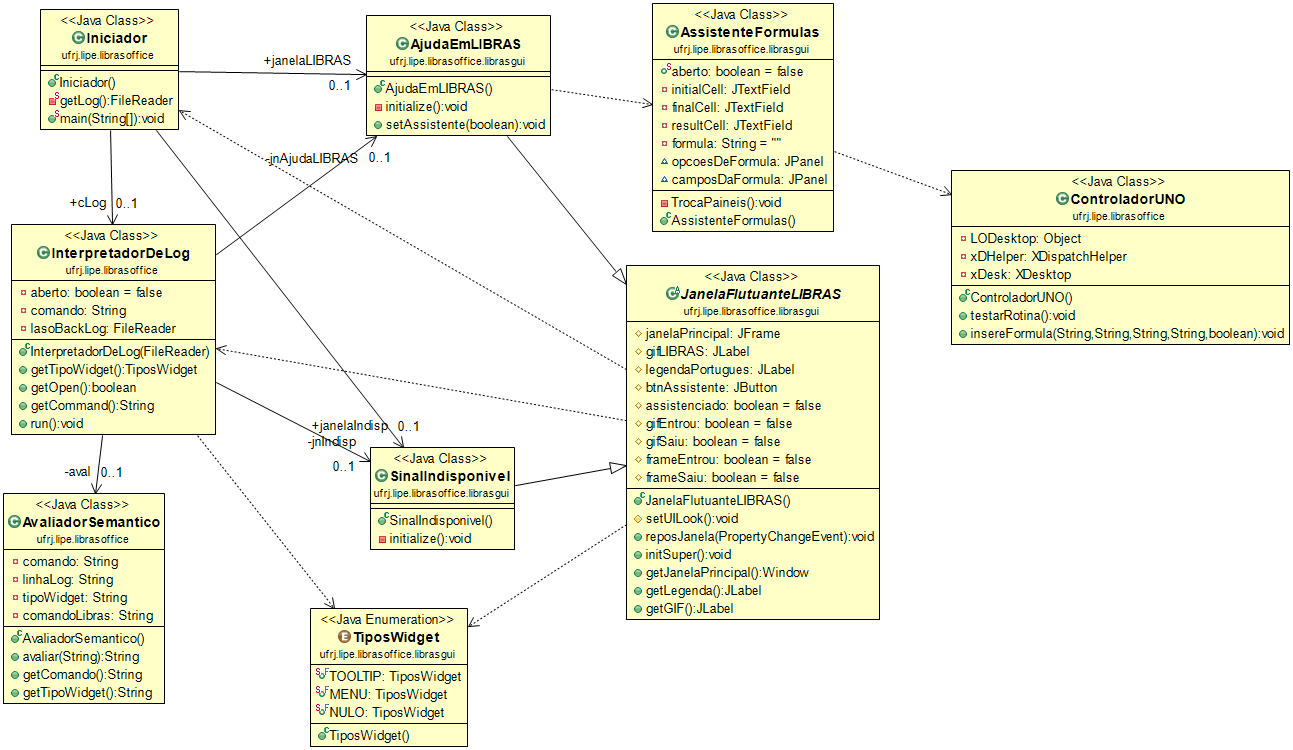 <<Java Class>>
Iniciador
ufrj.lipe.librasoffice
Iniciador()
getLog():FileReader
main(String[]):void
+janelaLIBRAS
0..1
<<Java Class>>
AjudaEmLIBRAS
ufrj.lipe.librasoffice.librasgui
AjudaEmLIBRAS()
initialize():void
setAssistente(boolean):void
<<Java Class>>
AssistenteFormulas
ufrj.lipe.librasoffice.librasgui
aberto: boolean = false
initialCell: JTextField
finalCell: JTextField
resultCell: JTextField
formula: String = ""
opcoesDeFormula: JPanel
camposDaFormula: JPanel
TrocaPaineis():void
AssistenteFormulas()
<<Java Class>>
ControladorUNO
ufrj.lipe.librasoffice
LODesktop: Object
xDHelper: XDispatchHelper
xDesk: XDesktop
ControladorUNO()
testarRotina():void
insereFormula(String,String,String,String,boolean):void
-jnAjudaLIBRAS
0..1
+cLog
0..1
<<Java Class>>
InterpretadorDeLog
ufrj.lipe.librasoffice
aberto: boolean = false
comando: String
lasoBackLog: FileReader
InterpretadorDeLog(FileReader)
getTipoWidget():TiposWidget
getOpen():boolean
getCommand():String
run():void
<<Java Class>>
JanelaFlutuanteLIBRAS
ufrj.lipe.librasoffice.librasgui
janelaPrincipal: JFrame
gifLIBRAS: JLabel
legendaPortugues: JLabel
btnAssistente: JButton
assistenciado: boolean = false
gifEntrou: boolean = false
gifSaiu: boolean = false
frameEntrou: boolean = false
frameSaiu: boolean = false
JanelaFlutuanteLIBRAS()
setUILook():void
reposJanela(PropertyChangeEvent):void
initSuper():void
getJanelaPrincipal():Window
getLegenda():JLabel
getGIF():JLabel
+janelaIndisp
0..1
-jnIndisp
0..1
<<Java Class>>
SinalIndisponivel
ufrj.lipe.librasoffice.librasgui
SinalIndisponivel()
initialize():void
-aval
0..1
<<Java Class>>
AvaliadorSemantico
ufrj.lipe.librasoffice
comando: String
linhaLog: String
tipoWidget: String
comandoLibras: String
AvaliadorSemantico()
avaliar(String):String
getComando():String
getTipoWidget():String
<<Java Enumeration>>
TiposWidget
ufrj.lipe.librasoffice.librasgui
TOOLTIP: TiposWidget
MENU: TiposWidget
NULO: TiposWidget
TiposWidget()